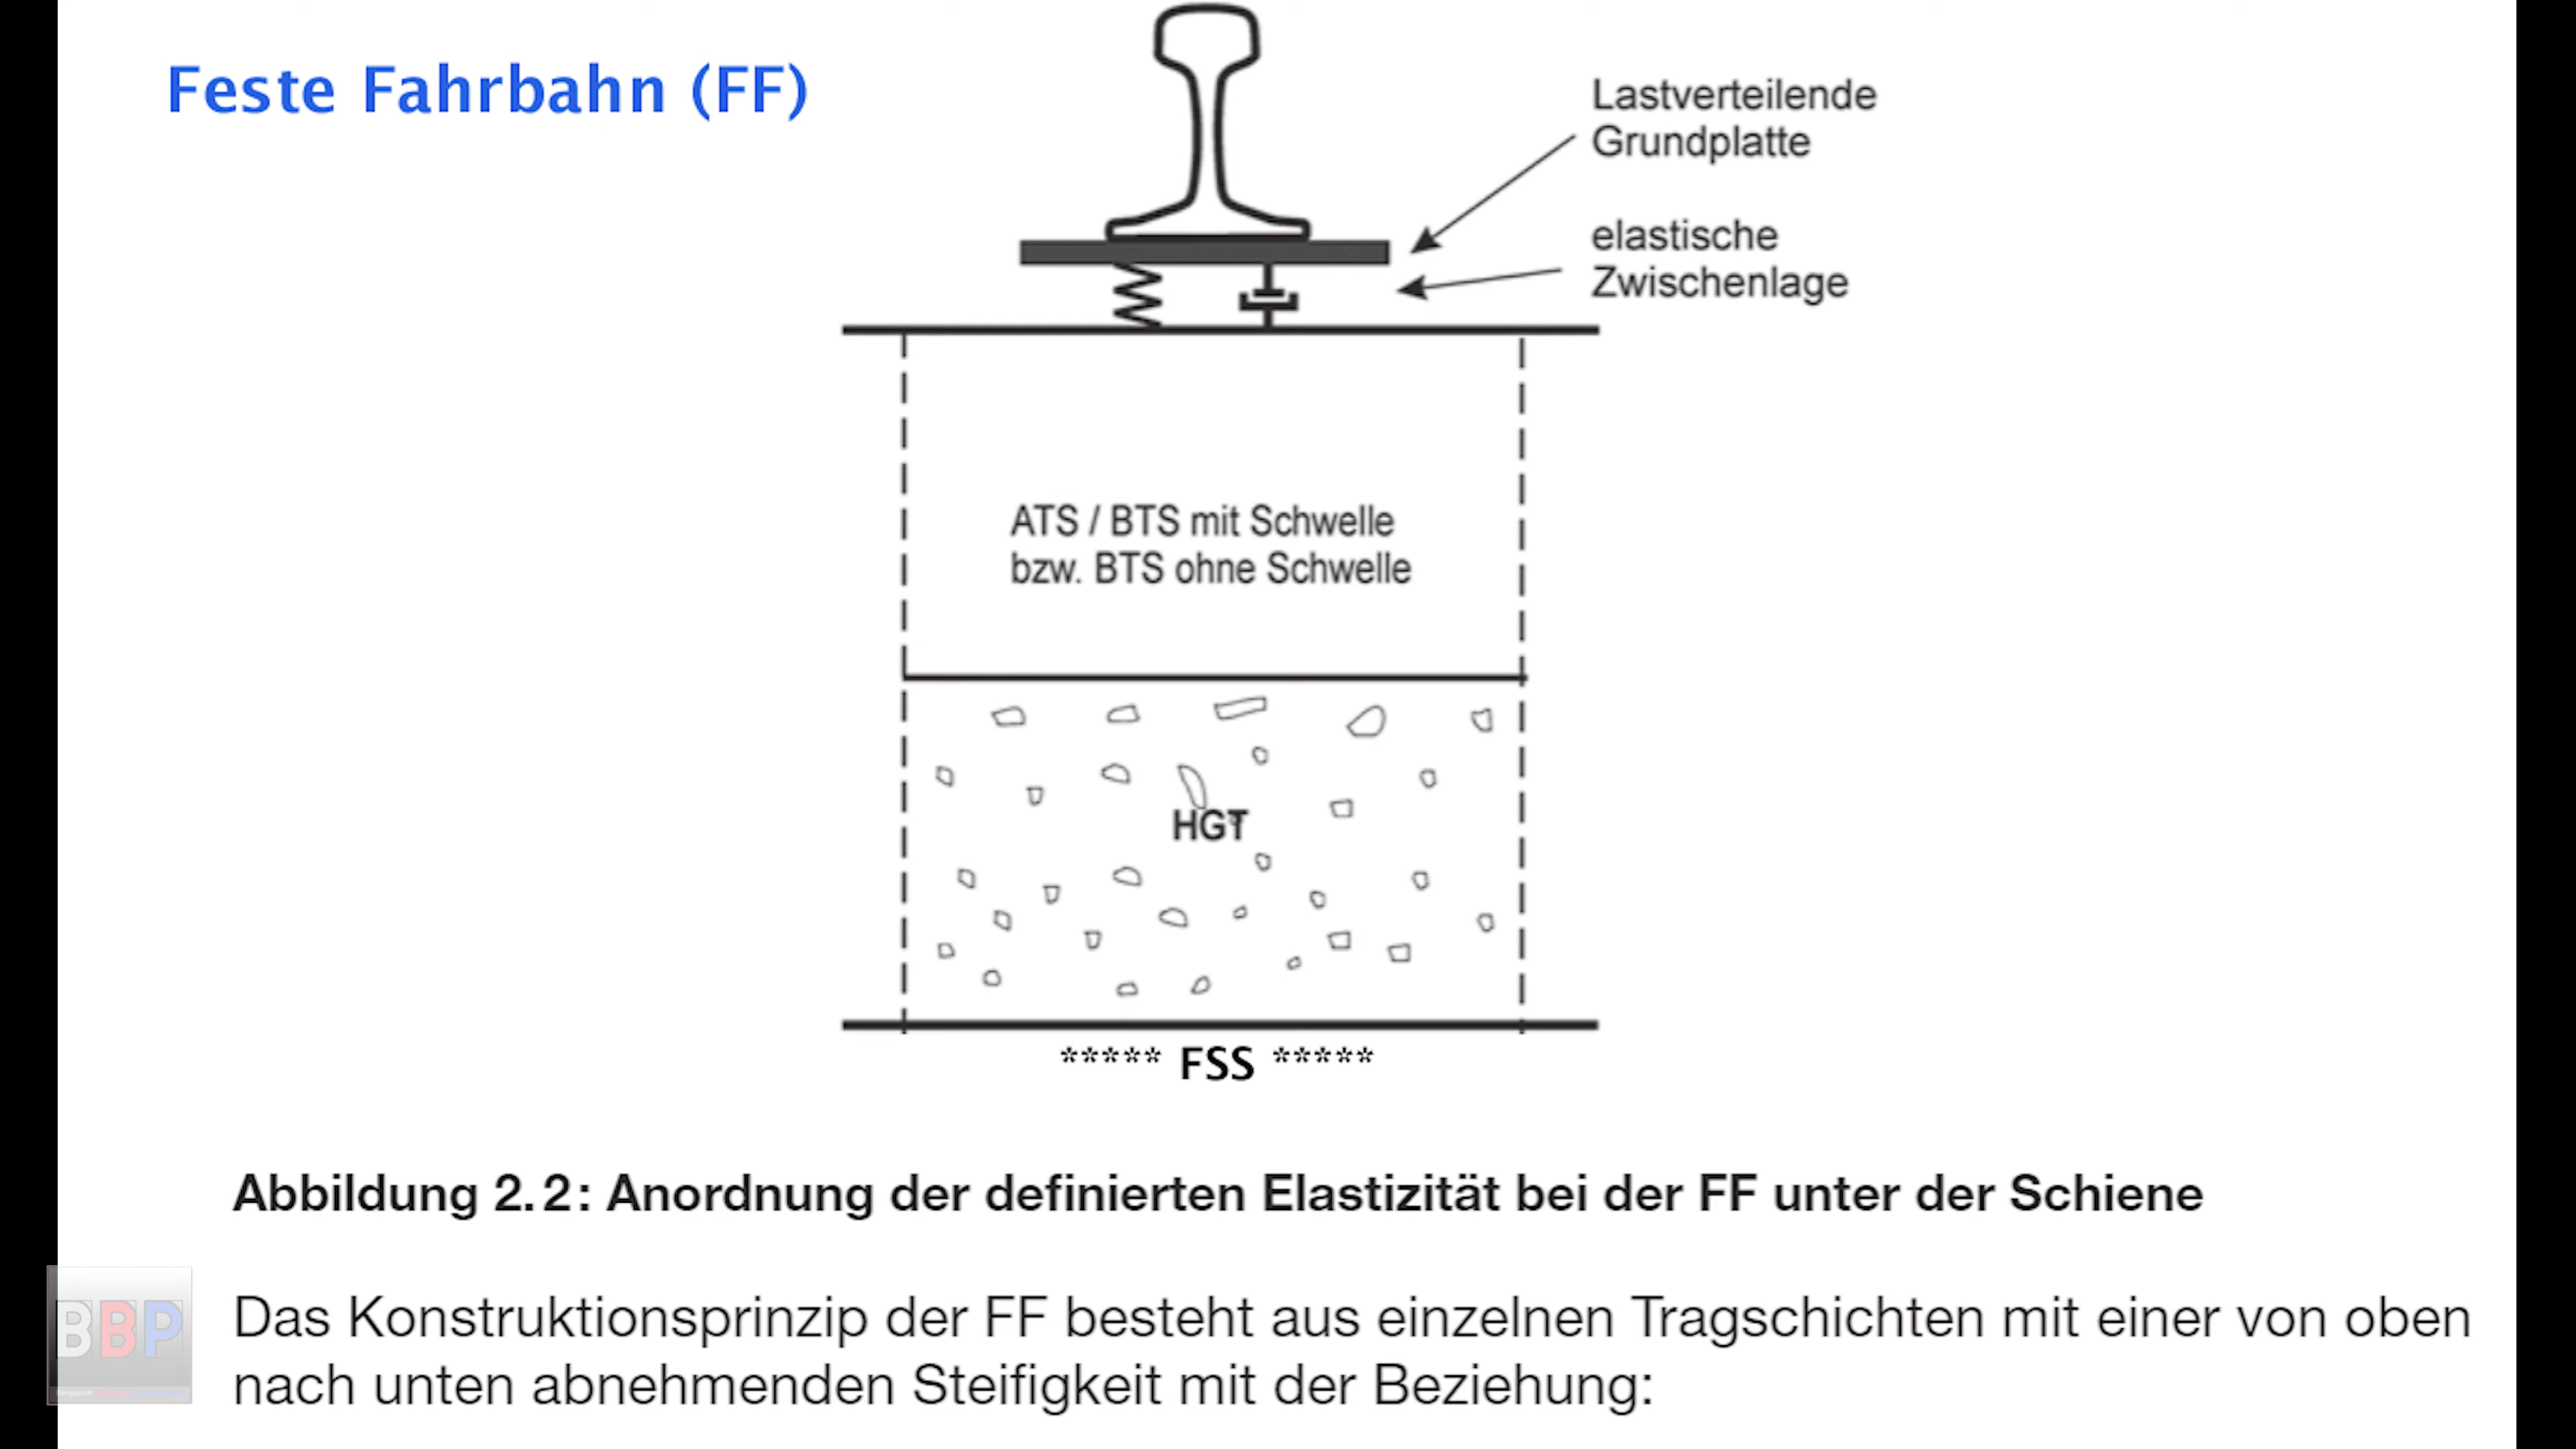 Feste Fahrbahn (FF)
Lastverteilende
Grundplatte
elastische
Zwischenlage
ATS / BTS mit Schwelle
bzw. BTS ohne Schwelle
HGT
***** FSS *****
Abbildung 2.2: Anordnung der definierten Elastizität bei der FF unter der Schiene
BBP
Benjamin
Das Konstruktionsprinzip der FF besteht aus einzelnen Tragschichten mit einer von oben
nach unten abnehmenden Steifigkeit mit der Beziehung: